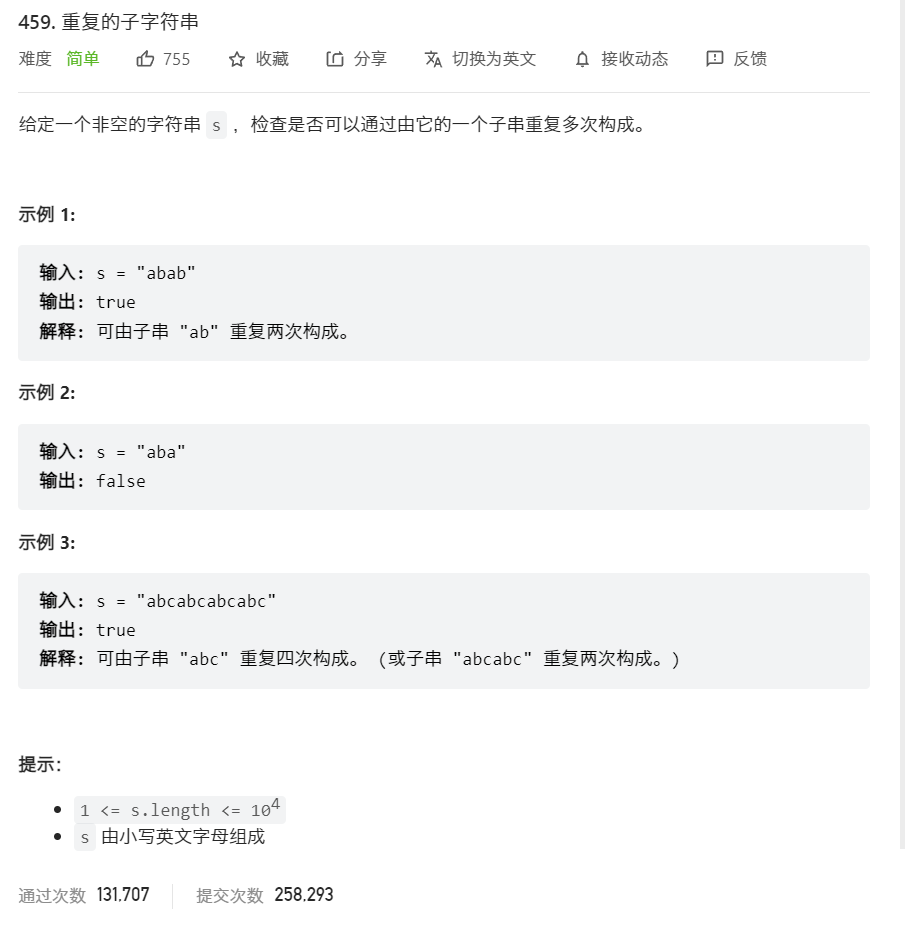 459. 重复的子字符串
难度 简单 755 收藏 分享 切换为英文 接收动态 反馈
给定一个非空的字符串 s ，检查是否可以通过由它的一个子串重复多次构成。
示例 1:
输入: s = "abab"
输出: true
解释: 可由子串 "ab" 重复两次构成。
示例 2:
输入: s = "aba"
输出: false
示例 3:
输入: s = "abcabcabcabc"
输出: true
解释: 可由子串 "abc" 重复四次构成。 (或子串 "abcabc" 重复两次构成。)
提示：
1 <= s.length <= 10⁴
s 由小写英文字母组成
通过次数 131,707 提交次数 258,293